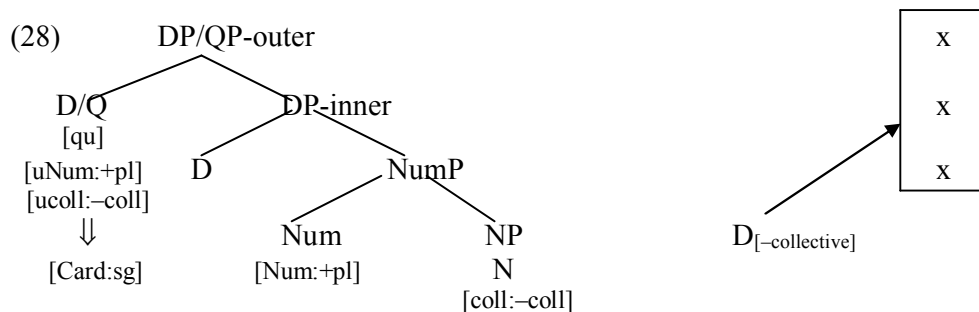 (28) DP/QP-outer x
D/Q DP-inner x
[qu]
[uNum:+pl] D NumP x
[ucoll:–coll]
⇓ Num NP D[–collective]
[Card:sg] [Num:+pl] N
[coll:–coll]